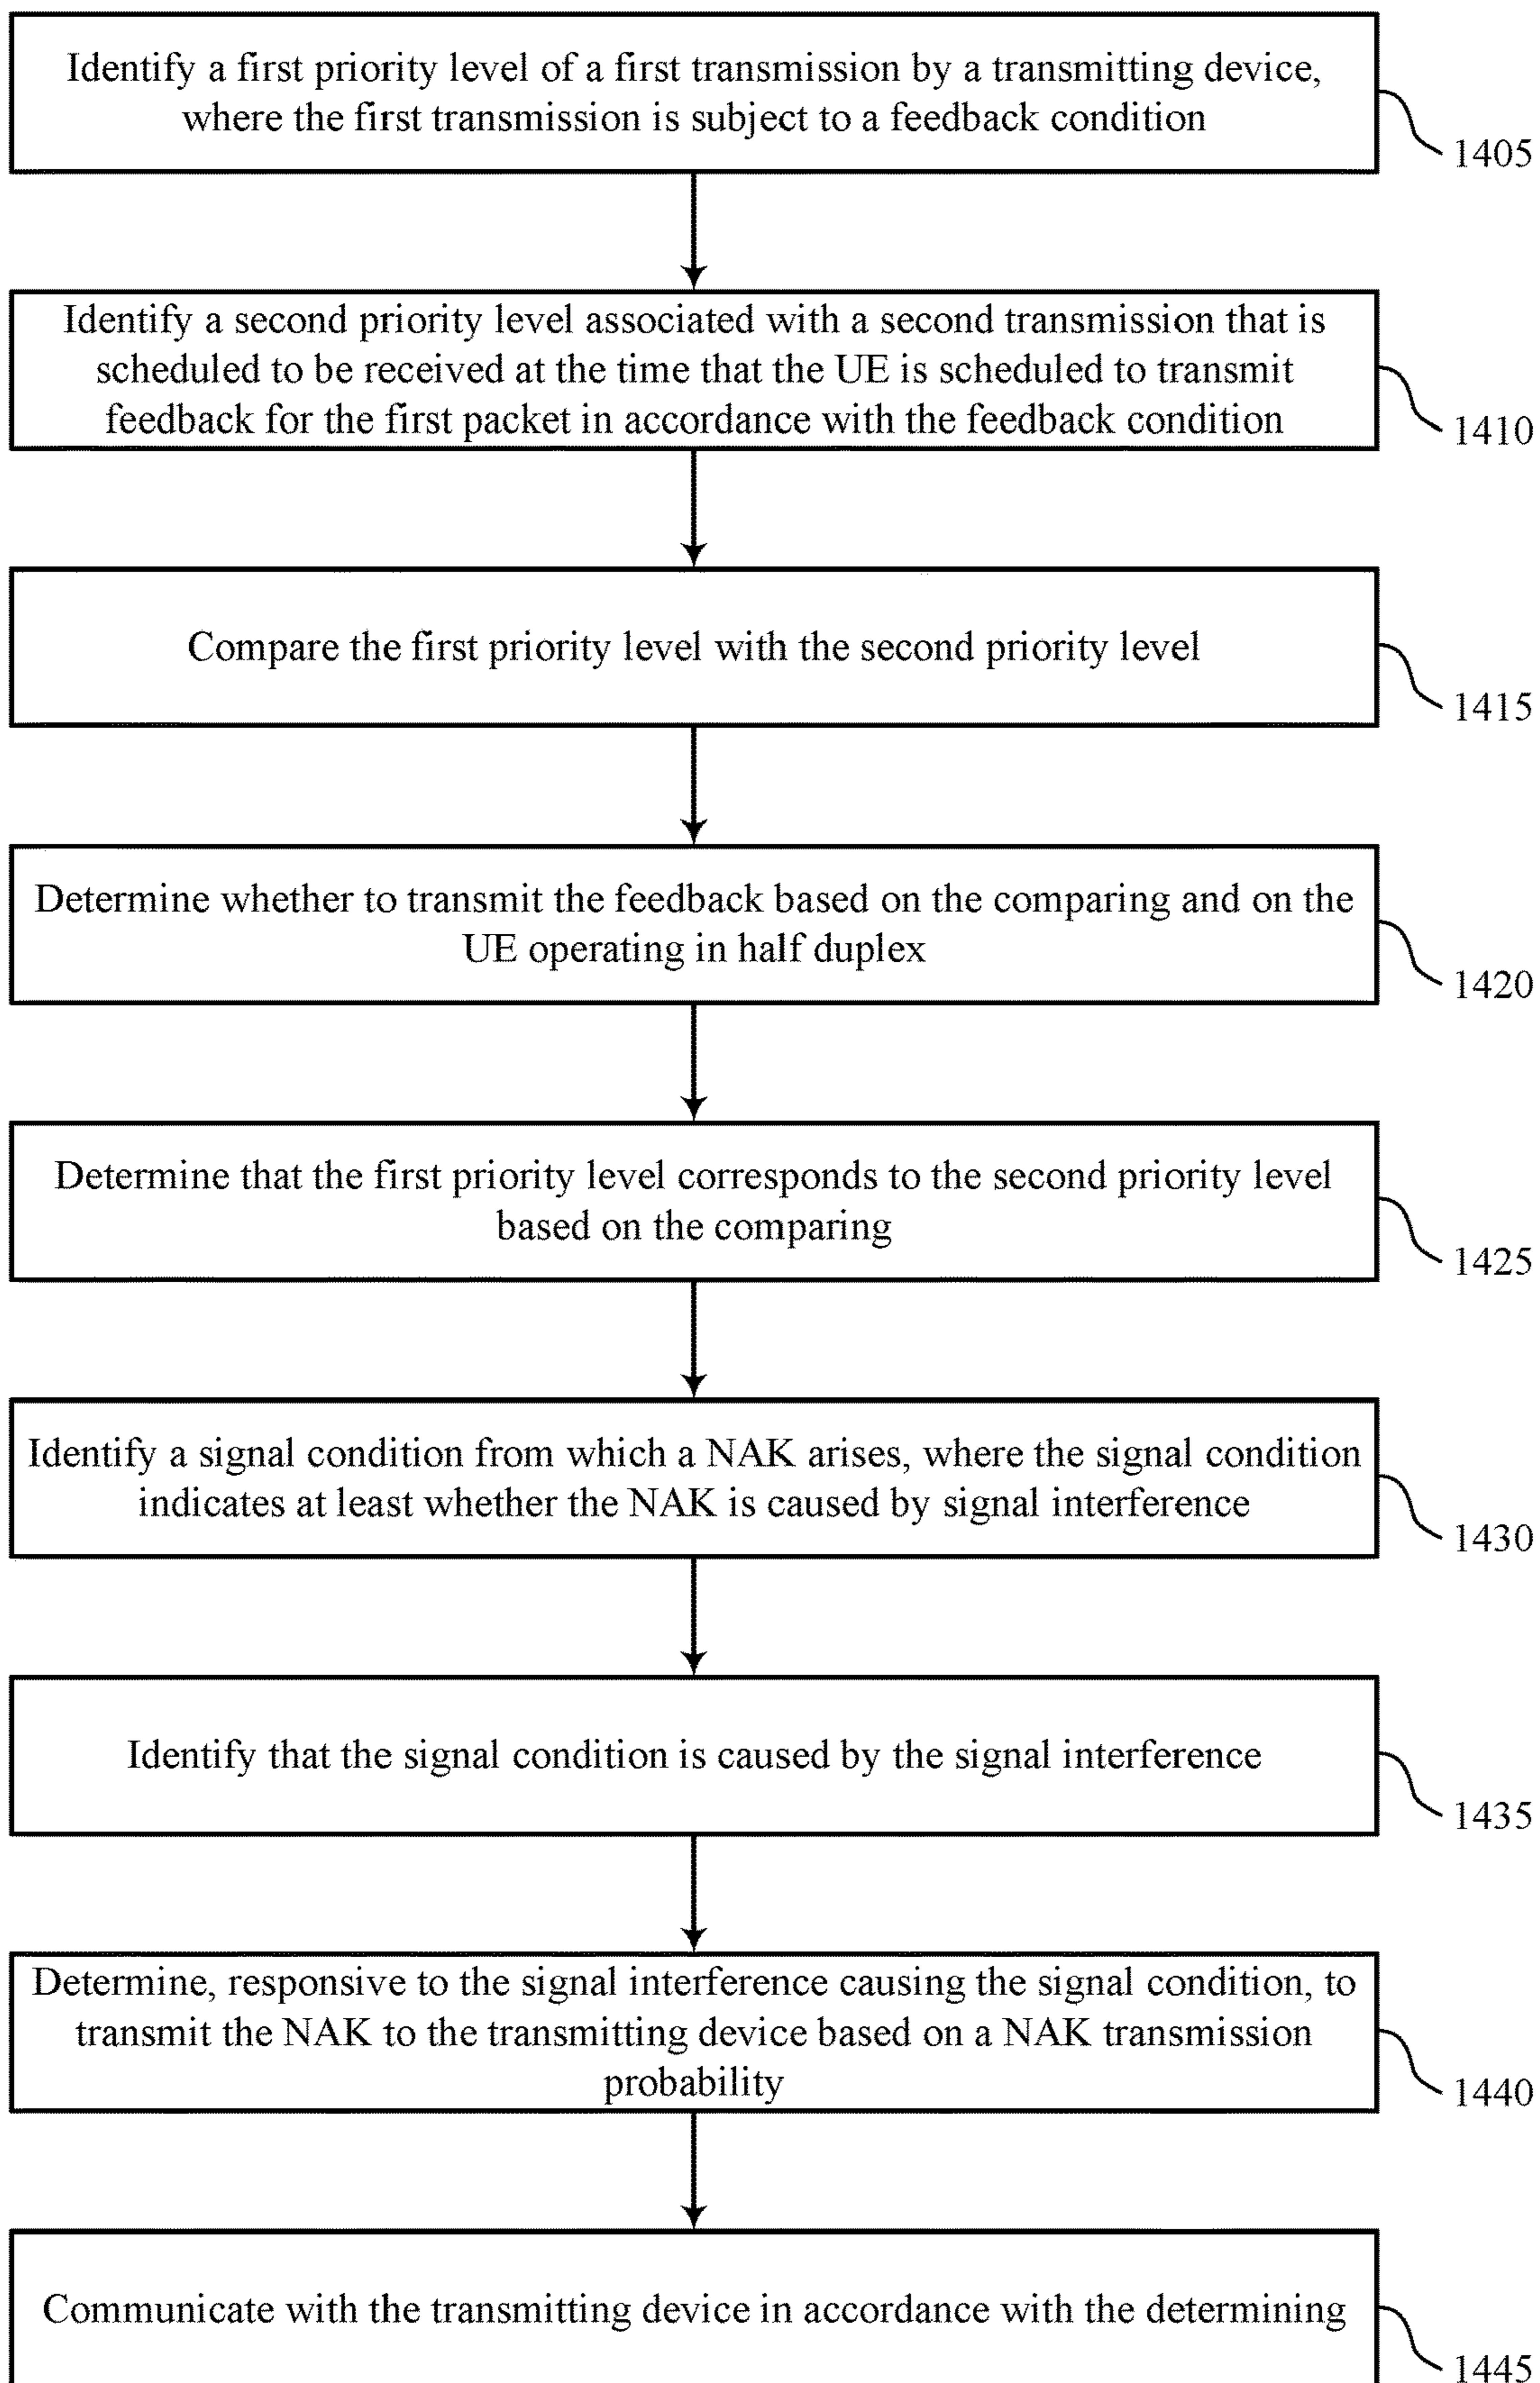 Identify a first priority level of a first transmission by a transmitting device,
where the first transmission is subject to a feedback condition
1405
Identify a second priority level associated with a second transmission that is
scheduled to be received at the time that the UE is scheduled to transmit
feedback for the first packet in accordance with the feedback condition
1410
Compare the first priority level with the second priority level
1415
Determine whether to transmit the feedback based on the comparing and on the
UE operating in half duplex
1420
Determine that the first priority level corresponds to the second priority level
based on the comparing
1425
Identify a signal condition from which a NAK arises, where the signal condition
indicates at least whether the NAK is caused by signal interference
1430
Identify that the signal condition is caused by the signal interference
1435
Determine, responsive to the signal interference causing the signal condition, to
transmit the NAK to the transmitting device based on a NAK transmission
probability
1440
Communicate with the transmitting device in accordance with the determining
1445